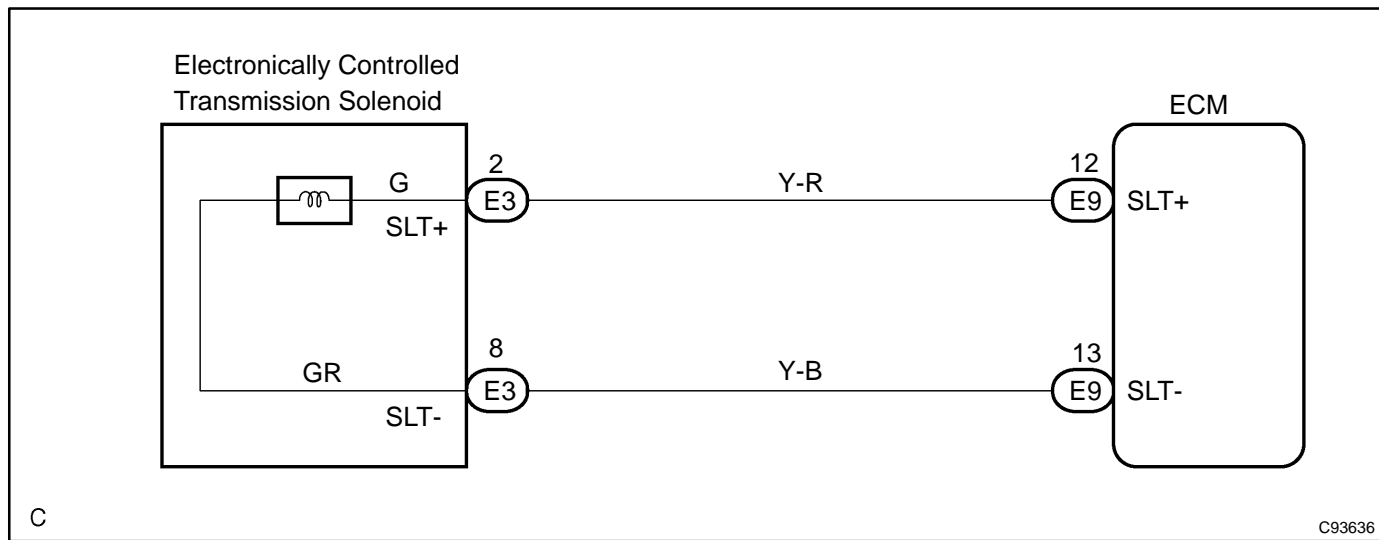 Electronically Controlled
Transmission Solenoid
ECM
2
12
G
Y-R
E3
E9
SLT+
SLT+
8
13
GR
Y-B
E3
E9
SLT-
SLT-
C
C93636